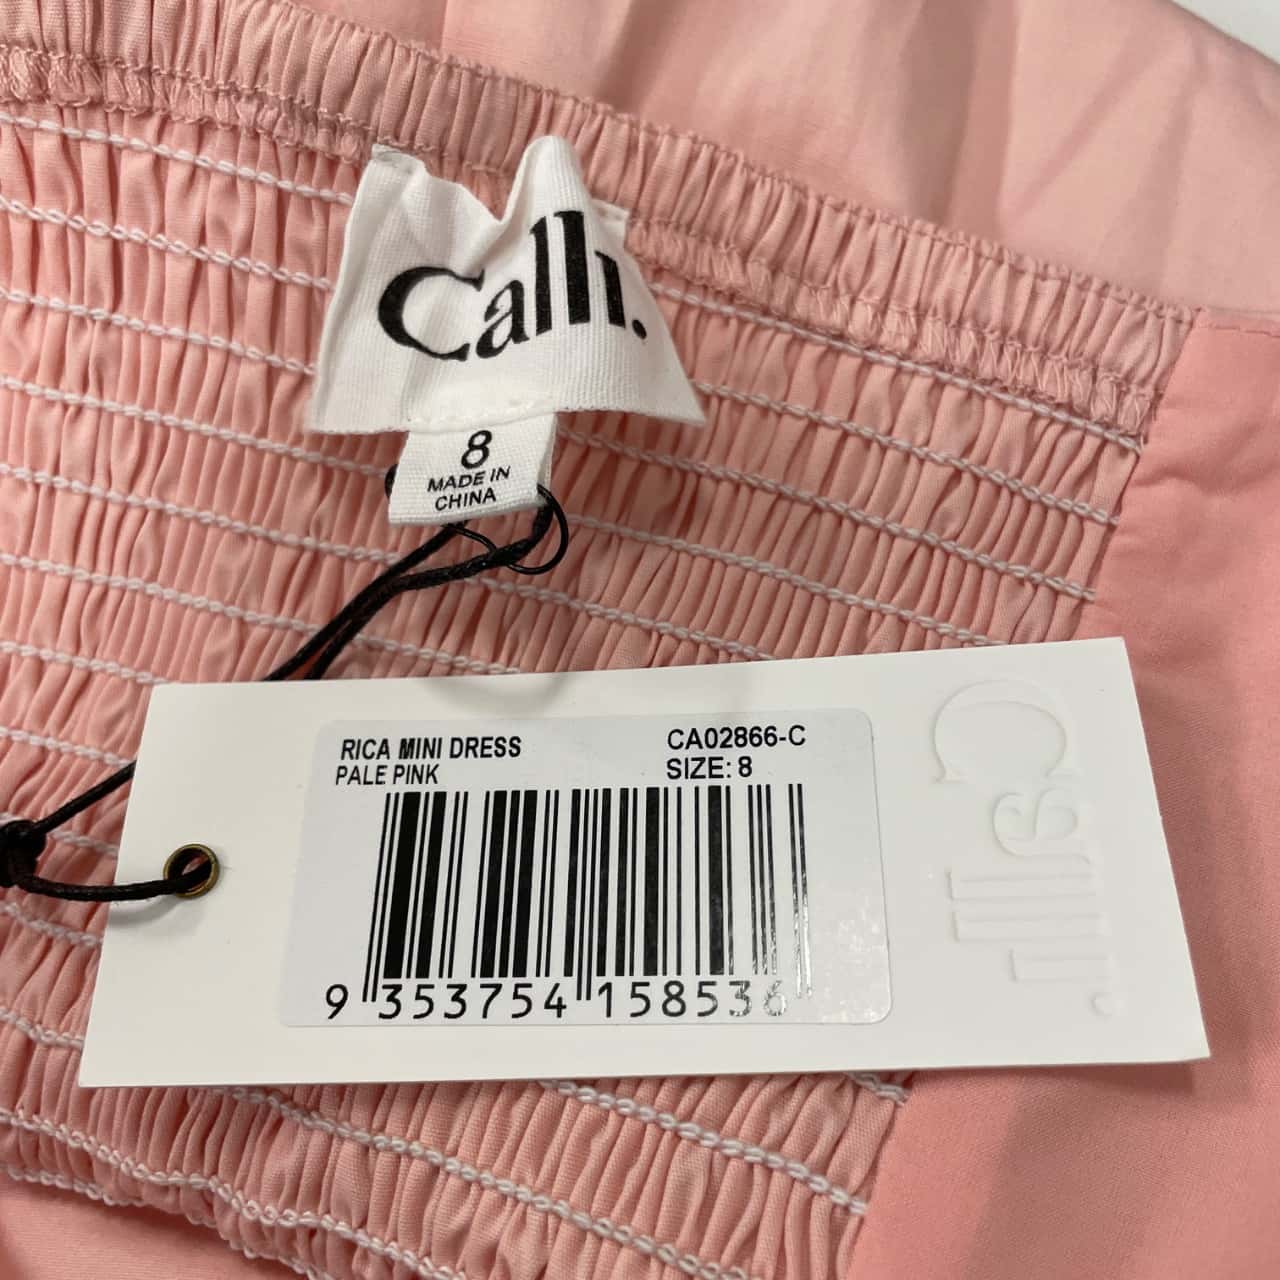 Calli.
8
MADE IN
CHINA
RICA MINI DRESS
PALE PINK
CA02866-C
SIZE: 8
9 353754 158536
Calli.